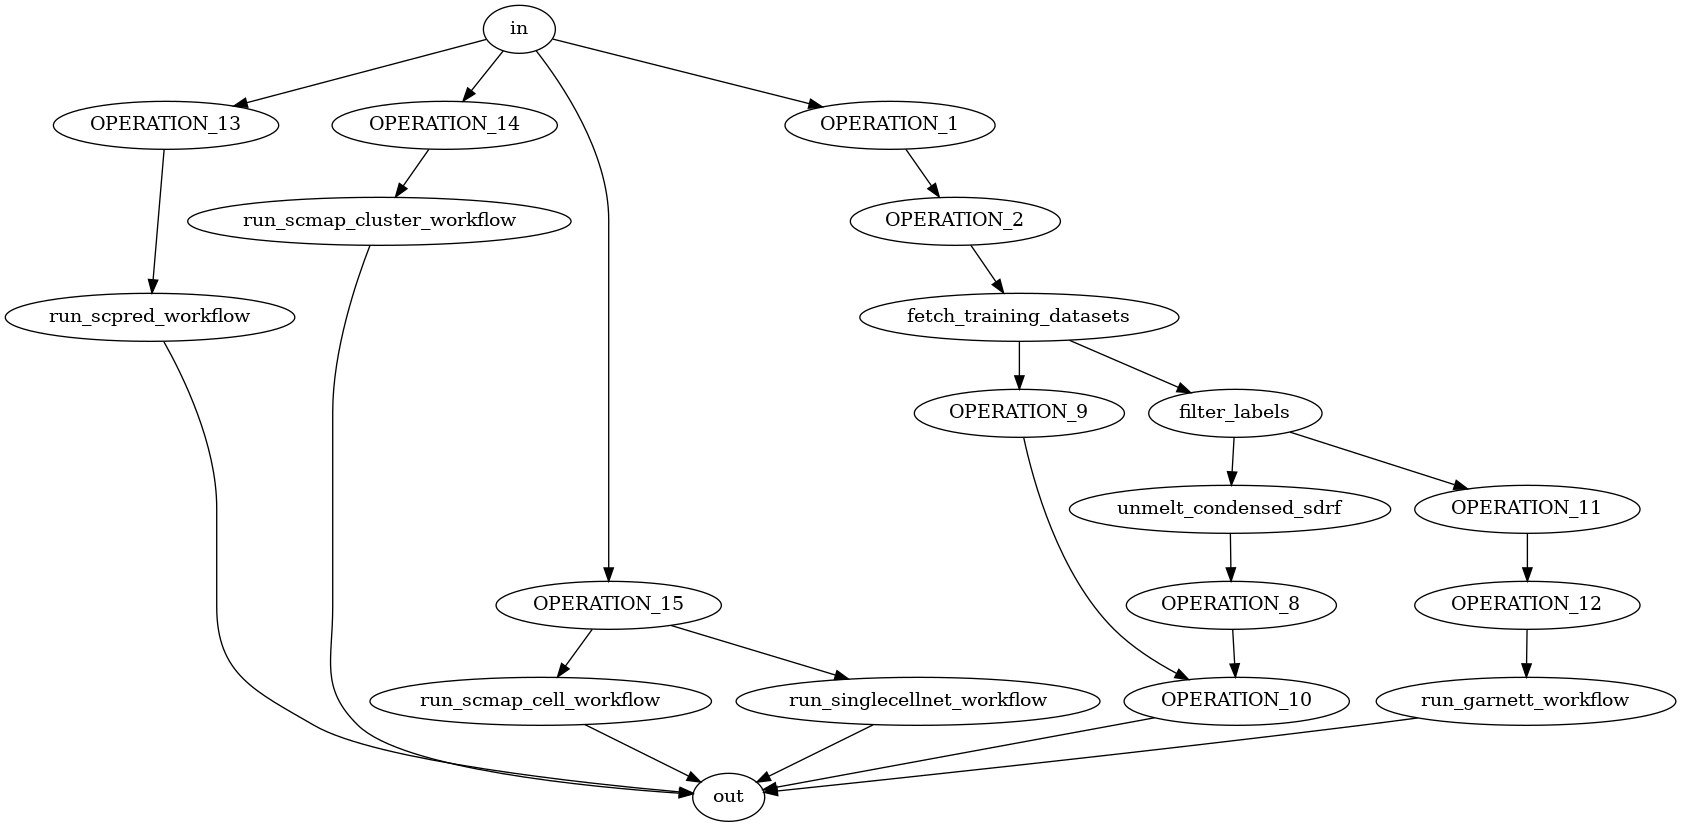 in
OPERATION_13
OPERATION_14
OPERATION_1
run_scmap_cluster_workflow
OPERATION_2
run_scpred_workflow
fetch_training_datasets
OPERATION_9
filter_labels
unmelt_condensed_sdrf
OPERATION_11
OPERATION_15
OPERATION_8
OPERATION_12
run_scmap_cell_workflow
run_singlecellnet_workflow
OPERATION_10
run_garnett_workflow
out